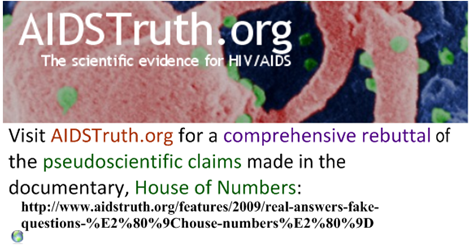 AIDSTruth.org
The scientific evidence for HIV/AIDS
Visit AIDSTruth.org for a comprehensive rebuttal of
the pseudoscientific claims made in the
documentary, House of Numbers:
http://www.aidstruth.org/features/2009/real-answers-fake-
questions-%E2%80%9Chouse-numbers%E2%80%9D